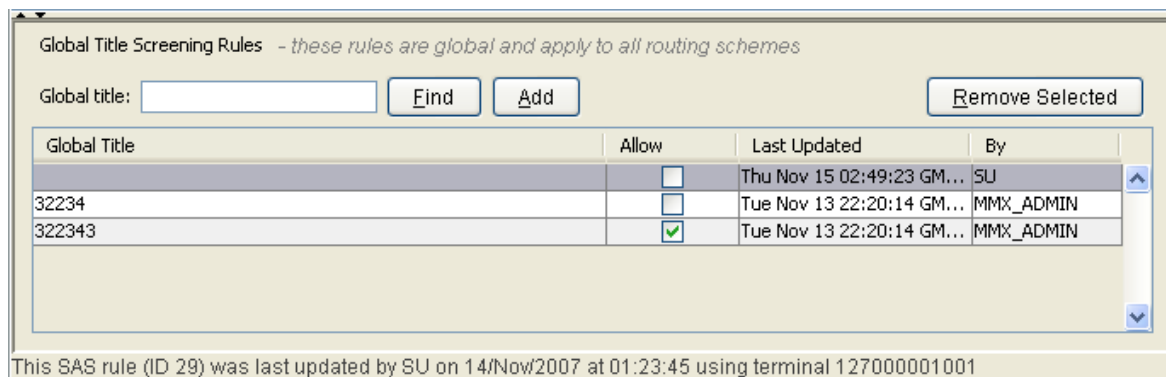 Global Title Screening Rules - these rules are global and apply to all routing schemes
Global title: Find Add Remove Selected
Global Title Allow Last Updated By
Thu Nov 15 02:49:23 GM... SU
32234 Tue Nov 13 22:20:14 GM... MMX_ADMIN
322343 Tue Nov 13 22:20:14 GM... MMX_ADMIN
This SAS rule (ID 29) was last updated by SU on 14/Nov/2007 at 01:23:45 using terminal 127000001001